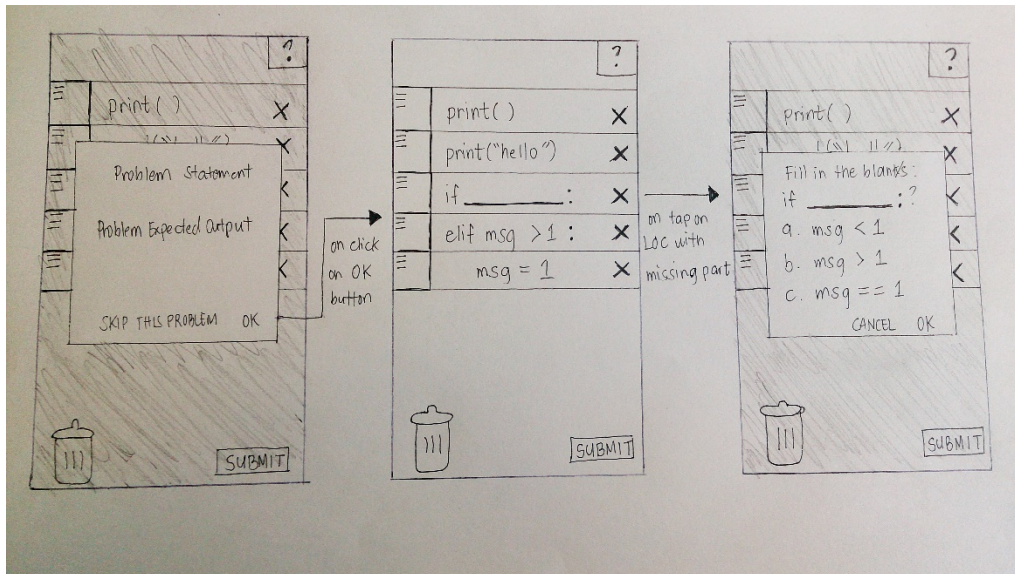 ?
print( )
X
X
Problem Statement
Problem Expected Output
SKIP THIS PROBLEM OK
SUBMIT
on click
on OK
button
?
print( ) X
print("hello") X
if ________ : X
elif msg > 1 : X
msg = 1 X
SUBMIT
on tap on
LOC with
missing part
?
print( ) X
X
Fill in the blanks:
if ________ : ?
a. msg < 1
b. msg > 1
c. msg == 1
CANCEL OK
SUBMIT